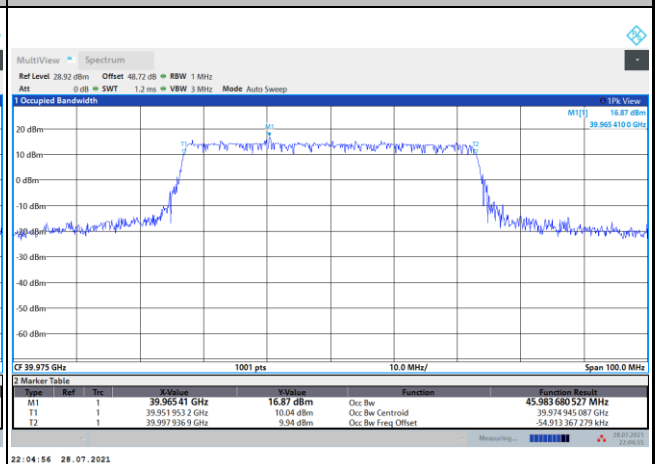 MultiView Spectrum
Ref Level 28.92 dBm Offset 48.72 dB RBW 1 MHz
Att 0 dB SWT 1.2 ms VBW 3 MHz Mode Auto Sweep
1 Occupied Bandwidth 1Pk View
M1[1] 16.87 dBm
39.965 410 0 GHz
M1
20 dBm
T1 T2
10 dBm
0 dBm
-10 dBm
-20 dBm
-30 dBm
-40 dBm
-50 dBm
-60 dBm
CF 39.975 GHz 1001 pts 10.0 MHz/ Span 100.0 MHz
2 Marker Table
Type Ref Trc X-Value Y-Value Function Function Result
M1 1 39.965 41 GHz 16.87 dBm Occ Bw 45.983 680 527 MHz
T1 1 39.951 953 2 GHz 10.04 dBm Occ Bw Centroid 39.974 945 087 GHz
T2 1 39.997 936 9 GHz 9.94 dBm Occ Bw Freq Offset -54.913 367 279 kHz
Measuring... 28.07.2021
22:04:55
22:04:56 28.07.2021